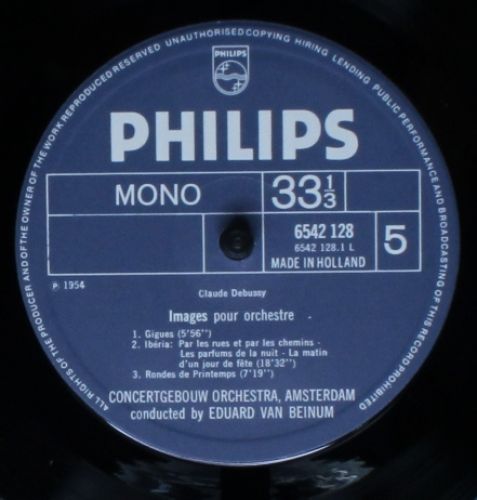 ALL RIGHTS OF THE PRODUCER AND OF THE OWNER OF THE WORK REPRODUCED RESERVED UNAUTHORISED COPYING HIRING LENDING PUBLIC PERFORMANCE AND BROADCASTING OF THIS RECORD PROHIBITED
PHILIPS
PHILIPS
MONO
33 1/3
6542 128
6542 128.1 L
MADE IN HOLLAND
5
℗ 1954
Claude Debussy
Images pour orchestre -
1. Gigues (5'56'')
2. Ibéria: Par les rues et par les chemins -
Les parfums de la nuit - La matin
d'un jour de fête (18'32'')
3. Rondes de Printemps (7'19'')
CONCERTGEBOUW ORCHESTRA, AMSTERDAM
conducted by EDUARD VAN BEINUM